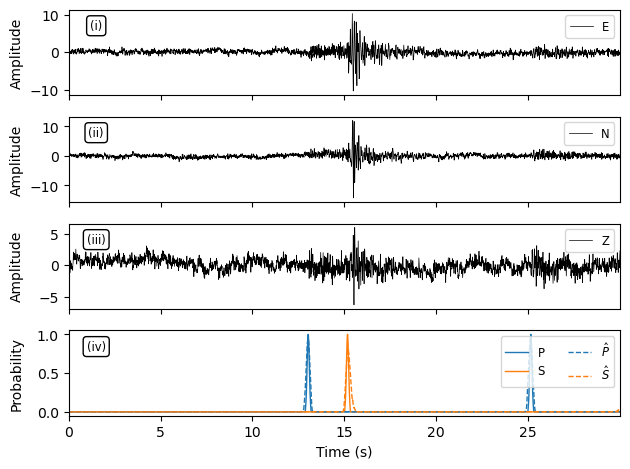 (i)
E
Amplitude
10
0
−10
(ii)
N
Amplitude
10
0
−10
(iii)
Z
Amplitude
5
0
−5
(iv)
P
S
P̂
Ŝ
Probability
1.0
0.5
0.0
0 5 10 15 20 25
Time (s)